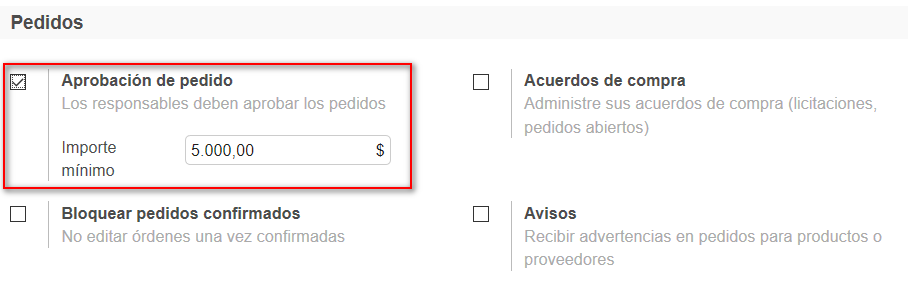 Pedidos
Aprobación de pedido
Los responsables deben aprobar los pedidos
Importe
mínimo
5.000,00 $
Acuerdos de compra
Administre sus acuerdos de compra (licitaciones,
pedidos abiertos)
Bloquear pedidos confirmados
No editar órdenes una vez confirmadas
Avisos
Recibir advertencias en pedidos para productos o
proveedores